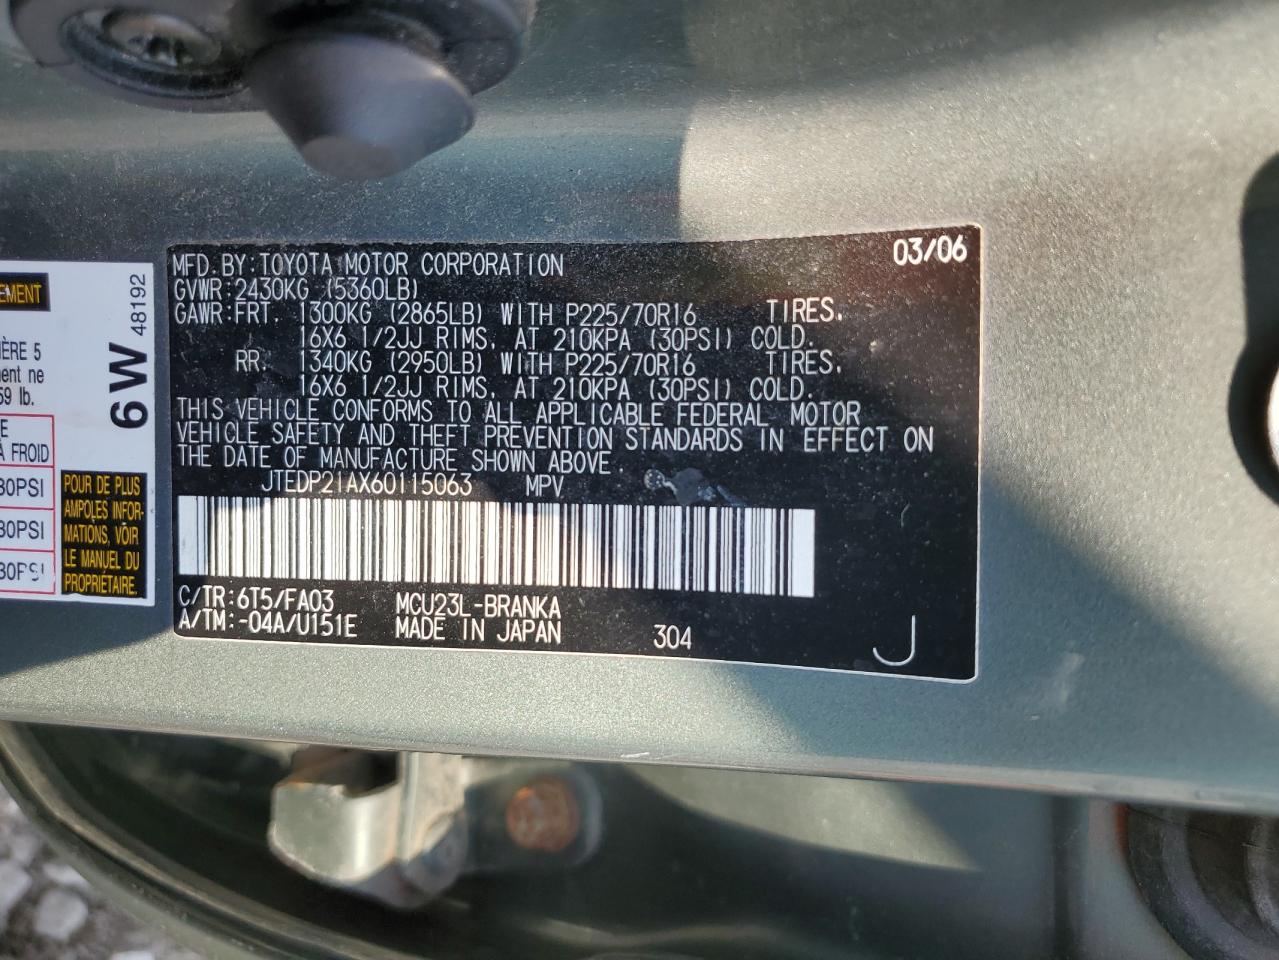 03/06
MFD. BY: TOYOTA MOTOR CORPORATION
GVWR: 2430KG (5360LB)
GAWR: FRT. 1300KG (2865LB) WITH P225/70R16 TIRES.
16X6 1/2JJ RIMS. AT 210KPA (30PSI) COLD.
RR. 1340KG (2950LB) WITH P225/70R16 TIRES.
16X6 1/2JJ RIMS. AT 210KPA (30PSI) COLD.
THIS VEHICLE CONFORMS TO ALL APPLICABLE FEDERAL MOTOR
VEHICLE SAFETY AND THEFT PREVENTION STANDARDS IN EFFECT ON
THE DATE OF MANUFACTURE SHOWN ABOVE.
JTEDP21AX60115063 MPV
C/TR: 6T5/FA03 MCU23L-BRANKA
A/TM: -04A/U151E MADE IN JAPAN 304
J
EMENT
IÈRE 5
ment ne
59 lb.
E
À FROID
30PSI
30PSI
30PSI
6W 48192
POUR DE PLUS
AMPLES INFOR-
MATIONS, VOIR
LE MANUEL DU
PROPRIÉTAIRE.